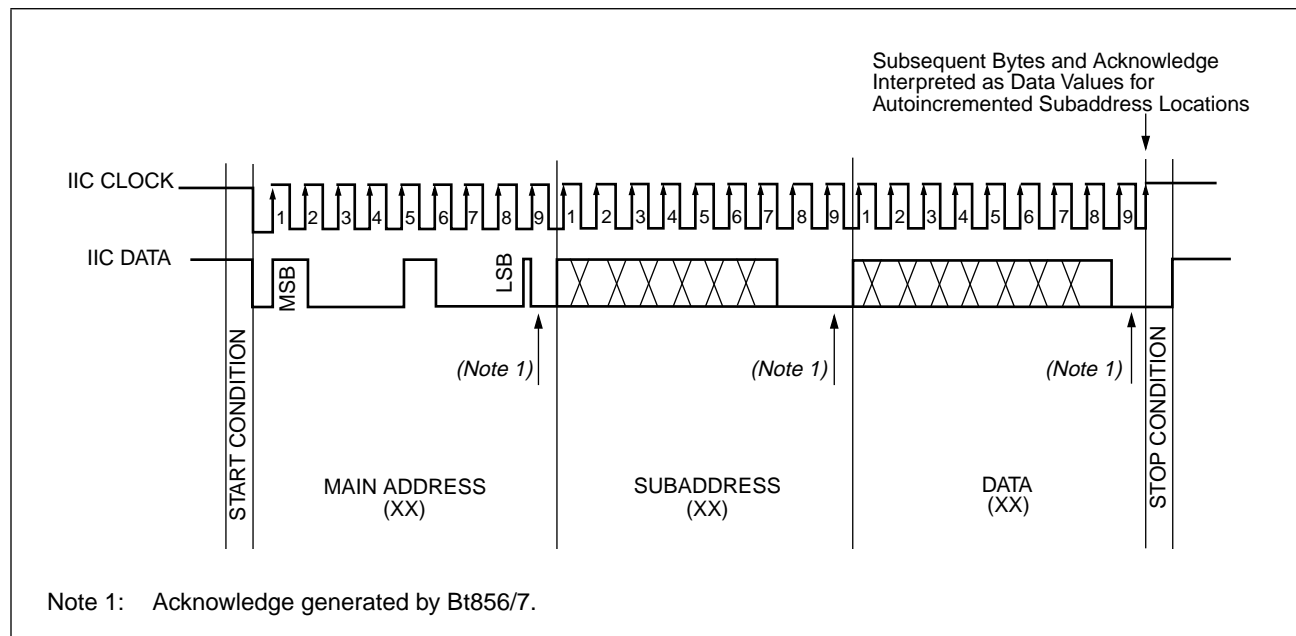 Subsequent Bytes and Acknowledge
Interpreted as Data Values for
Autoincremented Subaddress Locations
IIC CLOCK
1 2 3 4 5 6 7 8 9 1 2 3 4 5 6 7 8 9 1 2 3 4 5 6 7 8 9
IIC DATA
MSB
LSB
(Note 1) (Note 1) (Note 1)
START CONDITION
MAIN ADDRESS
(XX)
SUBADDRESS
(XX)
DATA
(XX)
STOP CONDITION
Note 1: Acknowledge generated by Bt856/7.